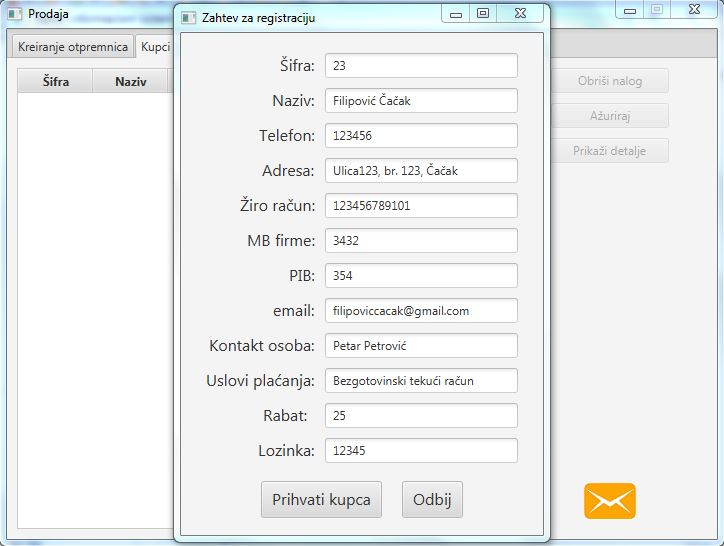 Prodaja
Zahtev za registraciju
Kreiranje otpremnica
Kupci
Šifra
Naziv
Obriši nalog
Ažuriraj
Prikaži detalje
Šifra: 23
Naziv: Filipović Čačak
Telefon: 123456
Adresa: Ulica123, br. 123, Čačak
Žiro račun: 123456789101
MB firme: 3432
PIB: 354
email: filipoviccacak@gmail.com
Kontakt osoba: Petar Petrović
Uslovi plaćanja: Bezgotovinski tekući račun
Rabat: 25
Lozinka: 12345
Prihvati kupca
Odbij